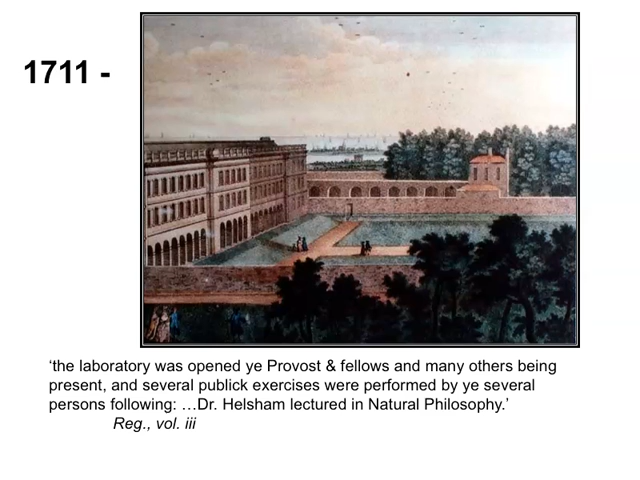 1711 -
‘the laboratory was opened ye Provost & fellows and many others being
present, and several publick exercises were performed by ye several
persons following: …Dr. Helsham lectured in Natural Philosophy.’
Reg., vol. iii